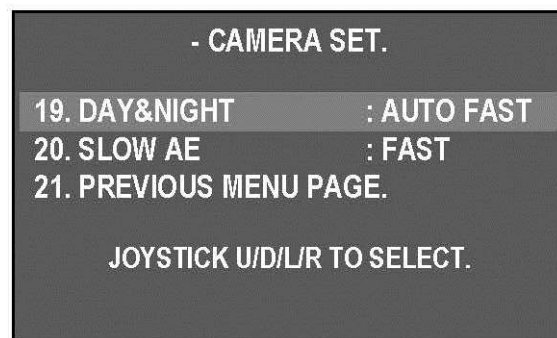 - CAMERA SET.
19. DAY&NIGHT : AUTO FAST
20. SLOW AE : FAST
21. PREVIOUS MENU PAGE.
JOYSTICK U/D/L/R TO SELECT.